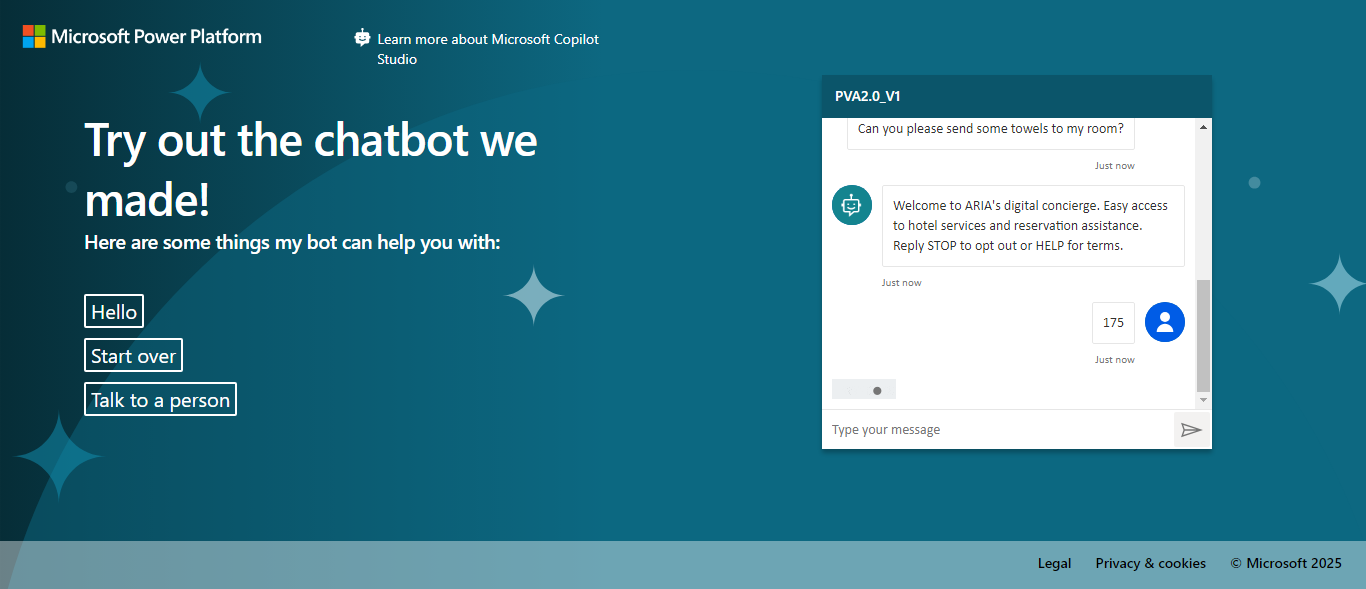 Microsoft Power Platform
Learn more about Microsoft Copilot
Studio
Try out the chatbot we
made!
Here are some things my bot can help you with:
Hello
Start over
Talk to a person
PVA2.0_V1
Can you please send some towels to my room?
Just now
Welcome to ARIA's digital concierge. Easy access
to hotel services and reservation assistance.
Reply STOP to opt out or HELP for terms.
Just now
175
Just now
Type your message
Legal
Privacy & cookies
© Microsoft 2025